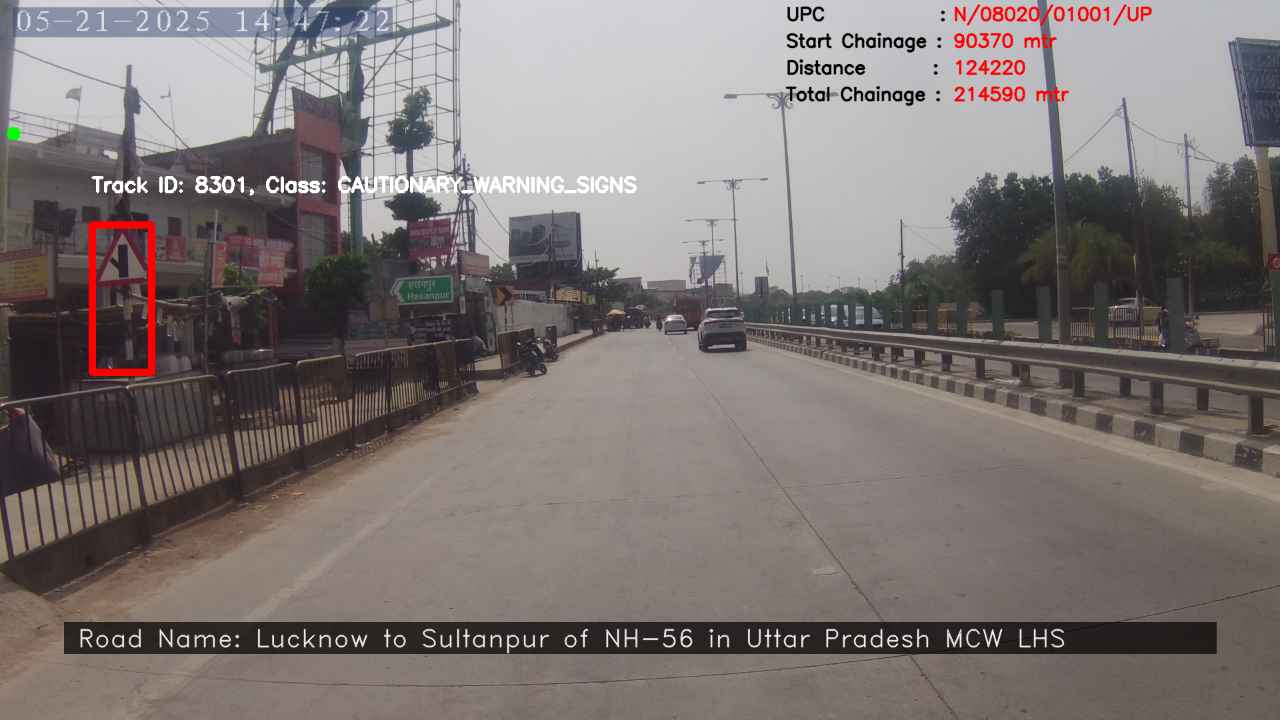 05-21-2025 14:47:22
UPC : N/08020/01001/UP
Start Chainage : 90370 mtr
Distance : 124220
Total Chainage : 214590 mtr
Track ID: 8301, Class: CAUTIONARY_WARNING_SIGNS
हसनपुर
Hasanpur
Road Name: Lucknow to Sultanpur of NH-56 in Uttar Pradesh MCW LHS